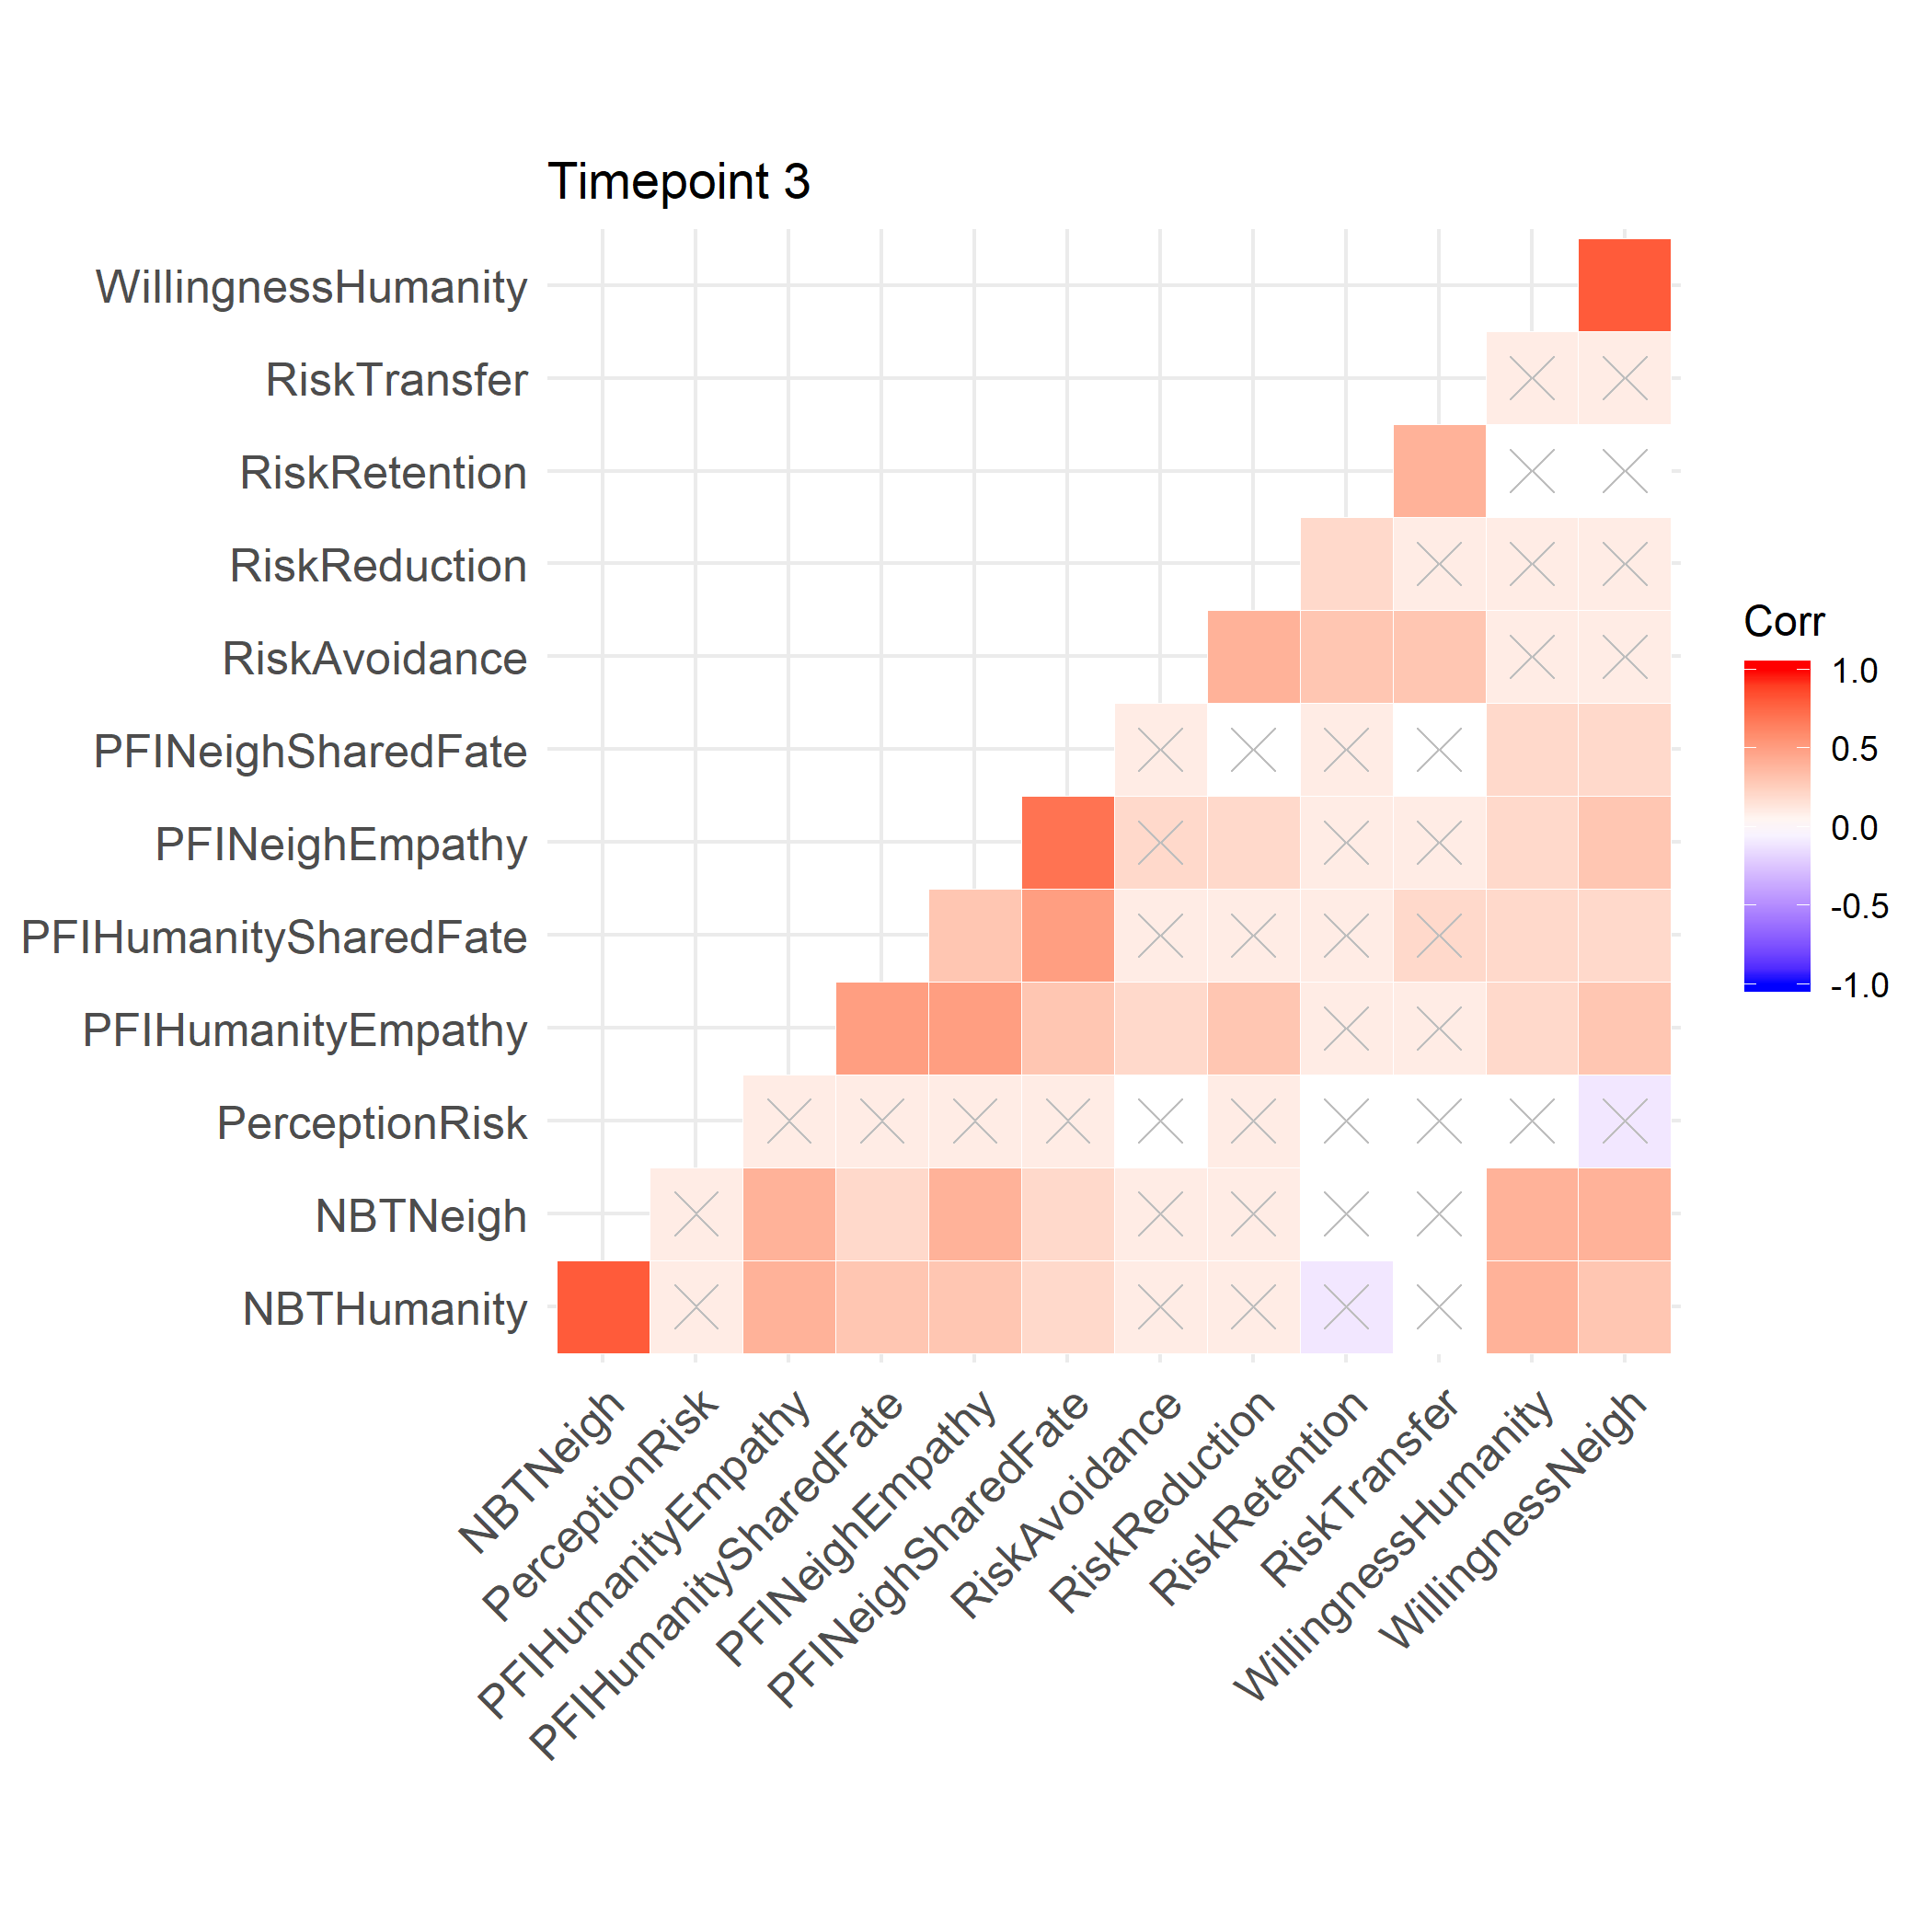 Timepoint 3
WillingnessHumanity
RiskTransfer
RiskRetention
RiskReduction
RiskAvoidance
PFINeighSharedFate
PFINeighEmpathy
PFIHumanitySharedFate
PFIHumanityEmpathy
PerceptionRisk
NBTNeigh
NBTHumanity
NBTNeigh
PerceptionRisk
PFIHumanityEmpathy
PFIHumanitySharedFate
PFINeighEmpathy
PFINeighSharedFate
RiskAvoidance
RiskReduction
RiskRetention
RiskTransfer
WillingnessHumanity
WillingnessNeigh
Corr
1.0
0.5
0.0
-0.5
-1.0